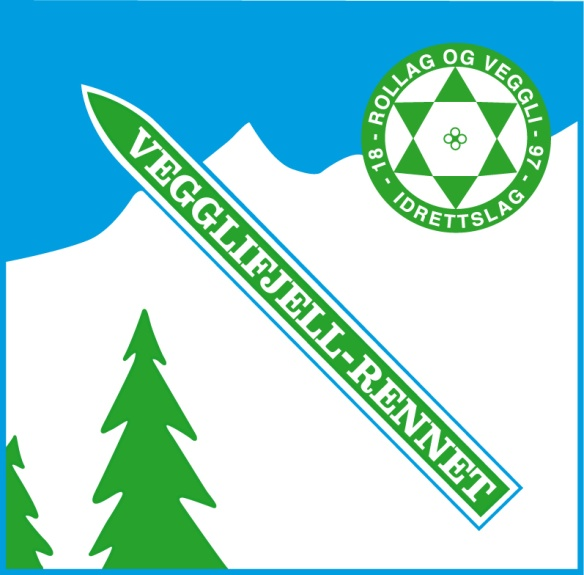 ROLLAG OG VEGGLI
18 - IDRETTSLAG - 97
VEGGLIFJELL-RENNET